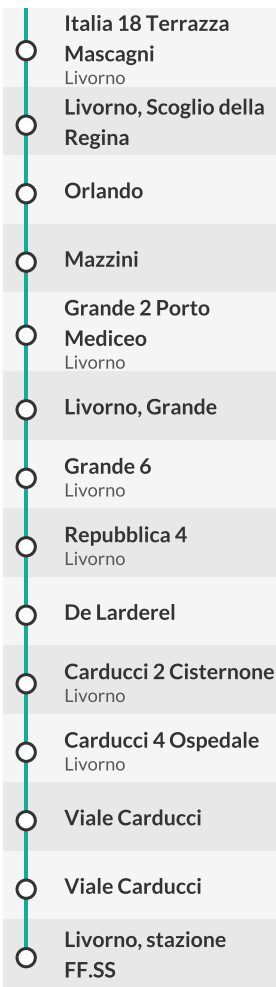 Italia 18 Terrazza
Mascagni
Livorno
Livorno, Scoglio della
Regina
Orlando
Mazzini
Grande 2 Porto
Mediceo
Livorno
Livorno, Grande
Grande 6
Livorno
Repubblica 4
Livorno
De Larderel
Carducci 2 Cisternone
Livorno
Carducci 4 Ospedale
Livorno
Viale Carducci
Viale Carducci
Livorno, stazione
FF.SS